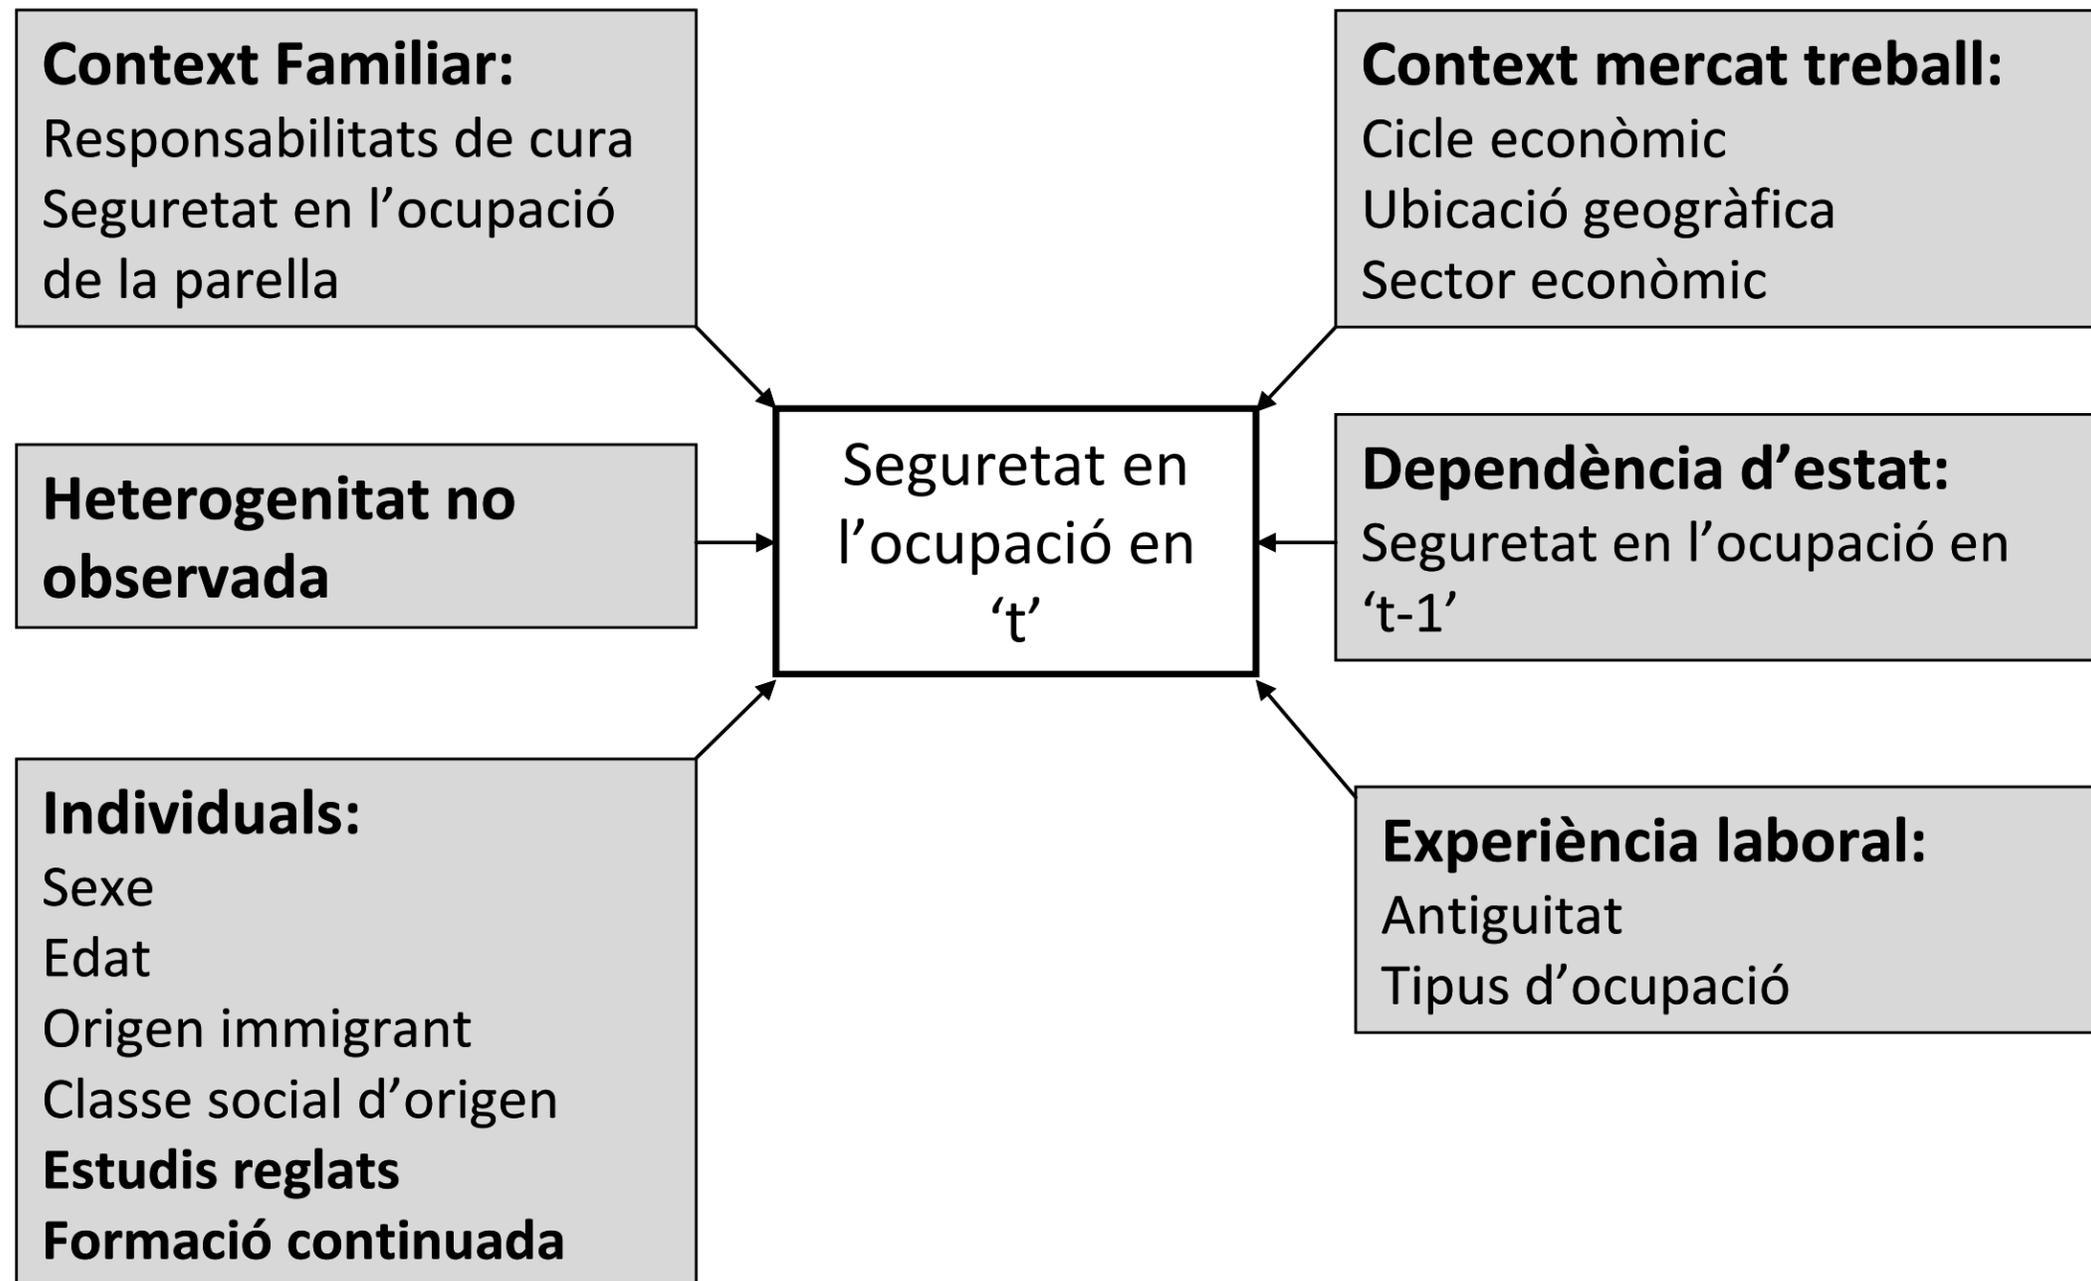 Context Familiar:
Responsabilitats de cura
Seguretat en l’ocupació
de la parella
Context mercat treball:
Cicle econòmic
Ubicació geogràfica
Sector econòmic
Heterogenitat no
observada
Seguretat en
l’ocupació en
‘t’
Dependència d’estat:
Seguretat en l’ocupació en
‘t-1’
Individuals:
Sexe
Edat
Origen immigrant
Classe social d’origen
Estudis reglats
Formació continuada
Experiència laboral:
Antiguitat
Tipus d’ocupació